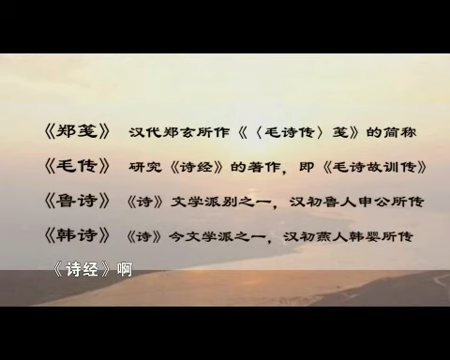 《郑笺》 汉代郑玄所作《〈毛诗传〉笺》的简称
《毛传》 研究《诗经》的著作，即《毛诗故训传》
《鲁诗》《诗》文学派别之一，汉初鲁人申公所传
《韩诗》《诗》今文学派之一，汉初燕人韩婴所传
《诗经》啊